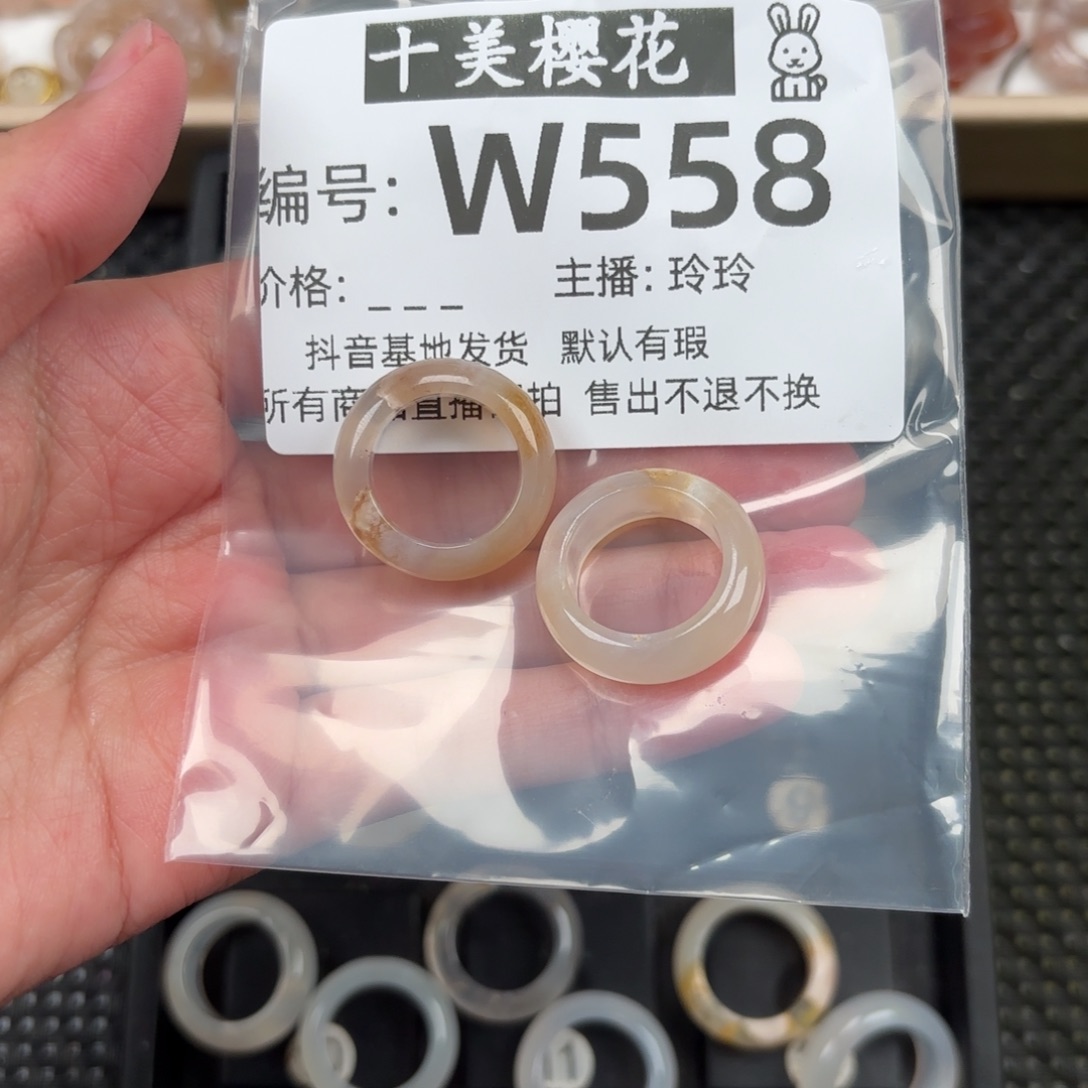 十美樱花
编号: W558
价格: _ _ _ 主播: 玲玲
抖音基地发货 默认有瑕
所有商品直播 拍 售出不退不换